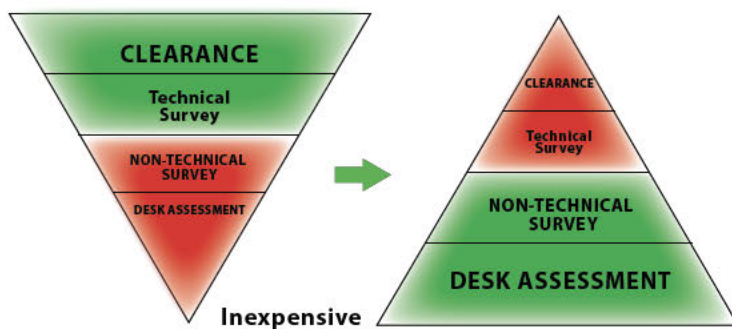 CLEARANCE
Technical
Survey
NON-TECHNICAL
SURVEY
DESK ASSESSMENT
Inexpensive
CLEARANCE
Technical
Survey
NON-TECHNICAL
SURVEY
DESK ASSESSMENT